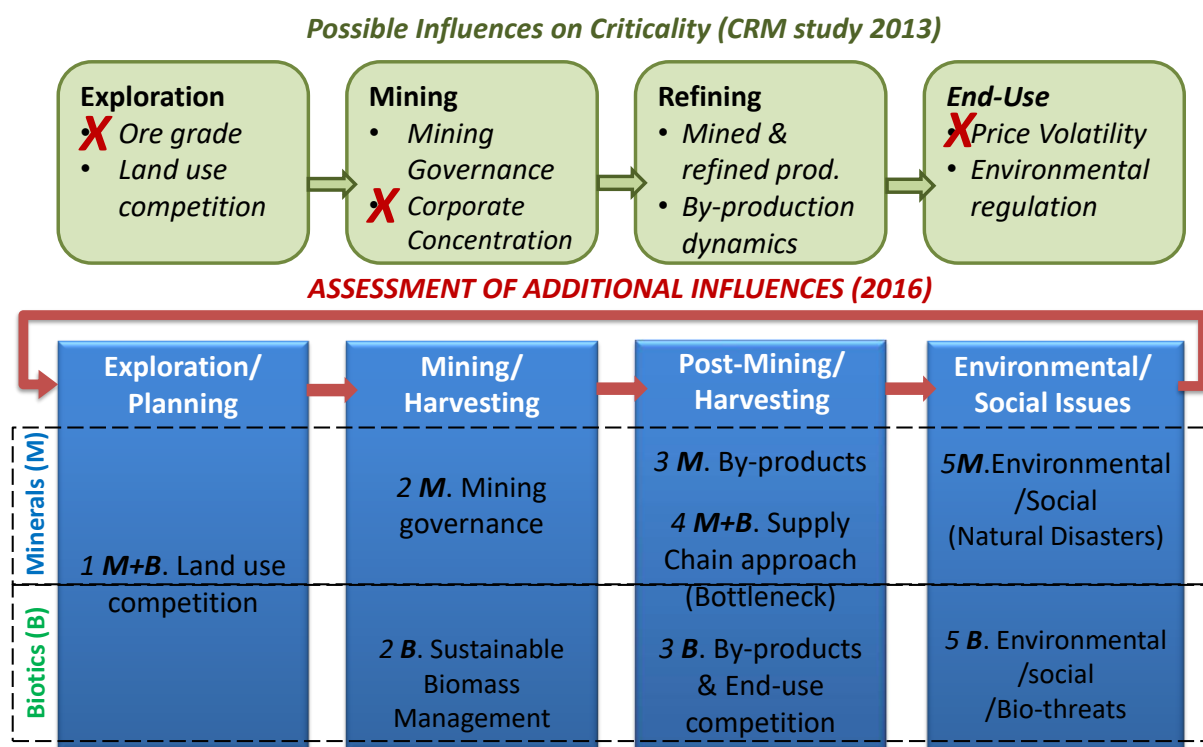 Possible Influences on Criticality (CRM study 2013)
Exploration
X Ore grade
• Land use
competition
Mining
• Mining
Governance
X Corporate
Concentration
Refining
• Mined &
refined prod.
• By-production
dynamics
End-Use
X Price Volatility
• Environmental
regulation
ASSESSMENT OF ADDITIONAL INFLUENCES (2016)
Exploration/
Planning
Mining/
Harvesting
Post-Mining/
Harvesting
Environmental/
Social Issues
Minerals (M)
Biotics (B)
1 M+B. Land use
competition
2 M. Mining
governance
2 B. Sustainable
Biomass
Management
3 M. By-products
4 M+B. Supply
Chain approach
(Bottleneck)
3 B. By-products
& End-use
competition
5M.Environmental
/Social
(Natural Disasters)
5 B. Environmental
/social
/Bio-threats